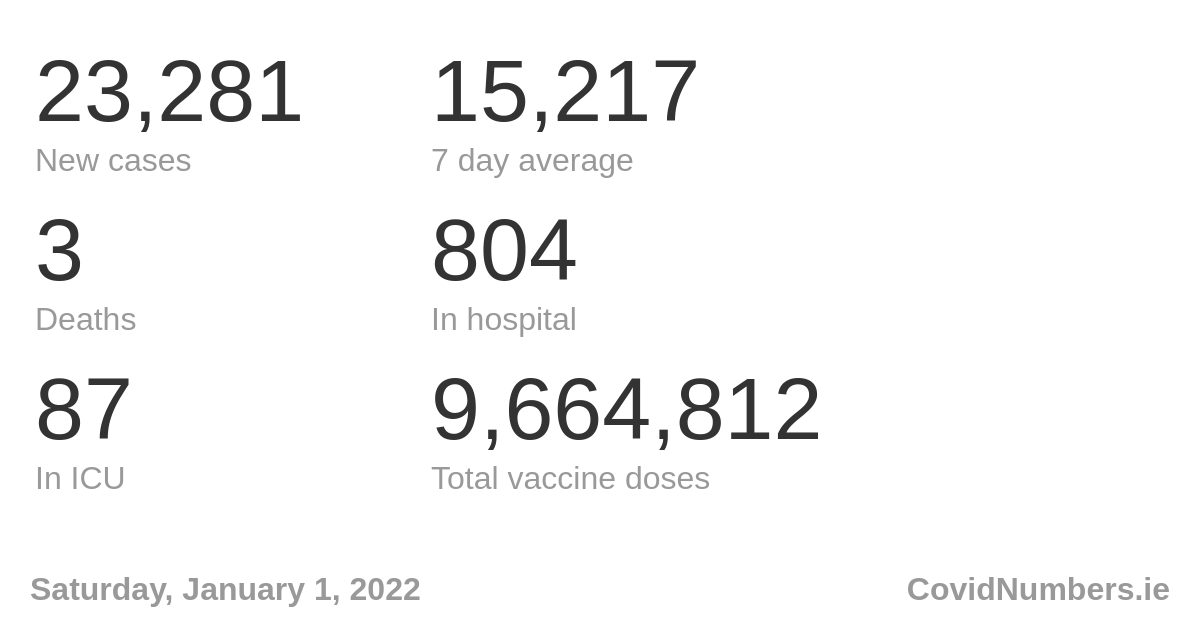 23,281 15,217
New cases 7 day average
3 804
Deaths In hospital
87 9,664,812
In ICU Total vaccine doses
Saturday, January 1, 2022 CovidNumbers.ie